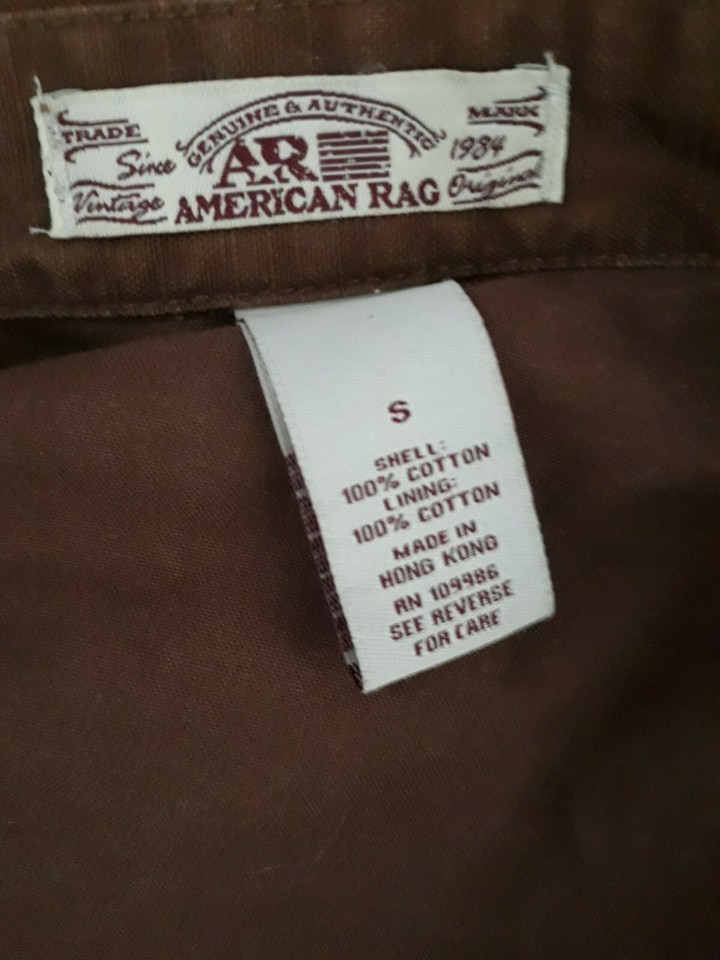 TRADE MARK
GENUINE & AUTHENTIC
Since 1984
AR
Vintage Original
AMERICAN RAG
S
SHELL:
100% COTTON
LINING:
100% COTTON
MADE IN
HONG KONG
RN 109986
SEE REVERSE
FOR CARE